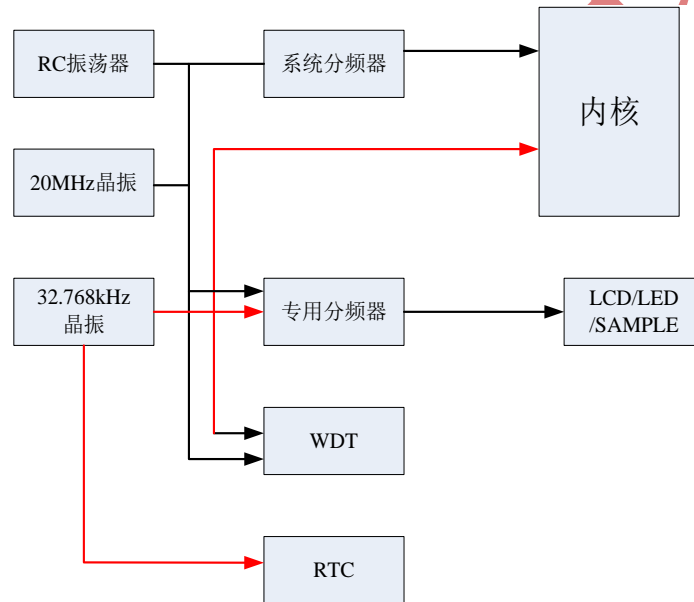 RC振荡器
系统分频器
内核
20MHz晶振
32.768kHz
晶振
专用分频器
LCD/LED
/SAMPLE
WDT
RTC